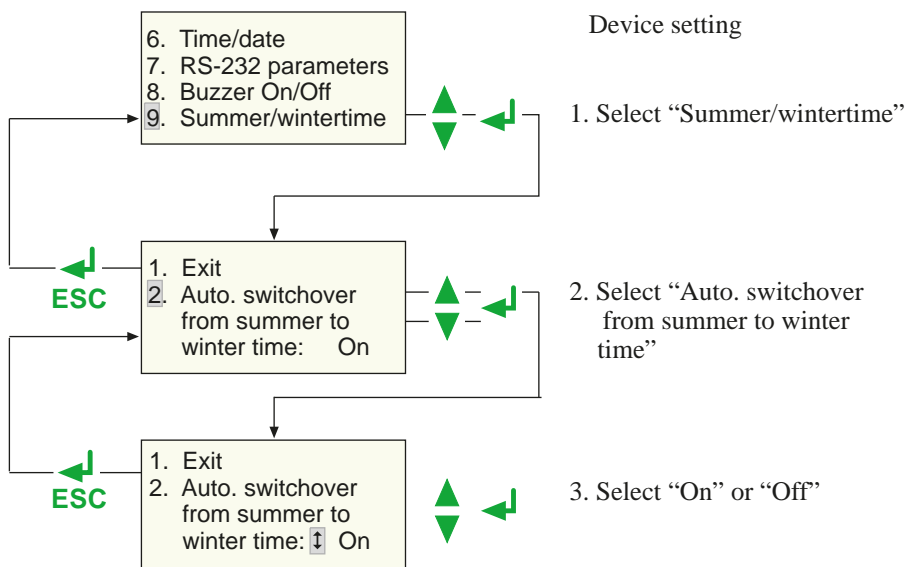 Device setting
6. Time/date
7. RS-232 parameters
8. Buzzer On/Off
9. Summer/wintertime
1. Select “Summer/wintertime”
ESC
1. Exit
2. Auto. switchover
from summer to
winter time: On
2. Select “Auto. switchover
from summer to winter
time”
ESC
1. Exit
2. Auto. switchover
from summer to
winter time: ↕ On
3. Select “On” or “Off”